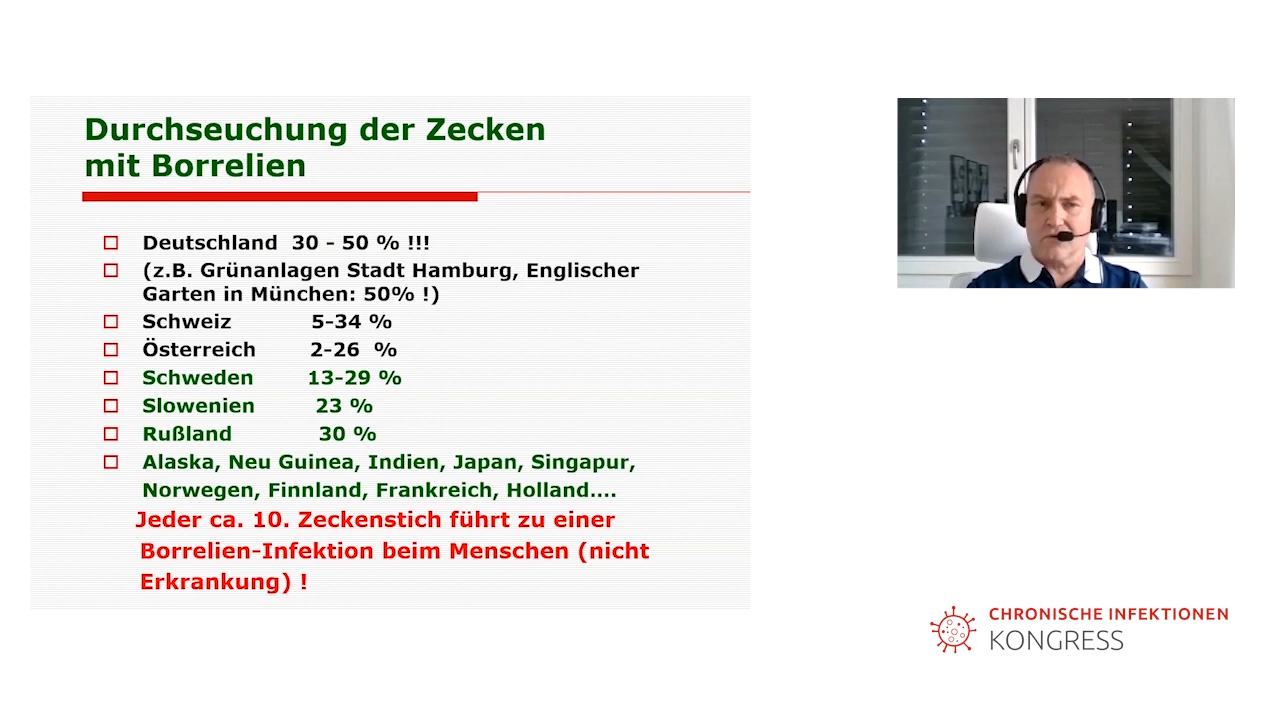 Durchseuchung der Zecken
mit Borrelien
Deutschland 30 - 50 % !!!
(z.B. Grünanlagen Stadt Hamburg, Englischer
Garten in München: 50% !)
Schweiz 5-34 %
Österreich 2-26 %
Schweden 13-29 %
Slowenien 23 %
Rußland 30 %
Alaska, Neu Guinea, Indien, Japan, Singapur,
Norwegen, Finnland, Frankreich, Holland....
Jeder ca. 10. Zeckenstich führt zu einer
Borrelien-Infektion beim Menschen (nicht
Erkrankung) !
CHRONISCHE INFEKTIONEN
KONGRESS